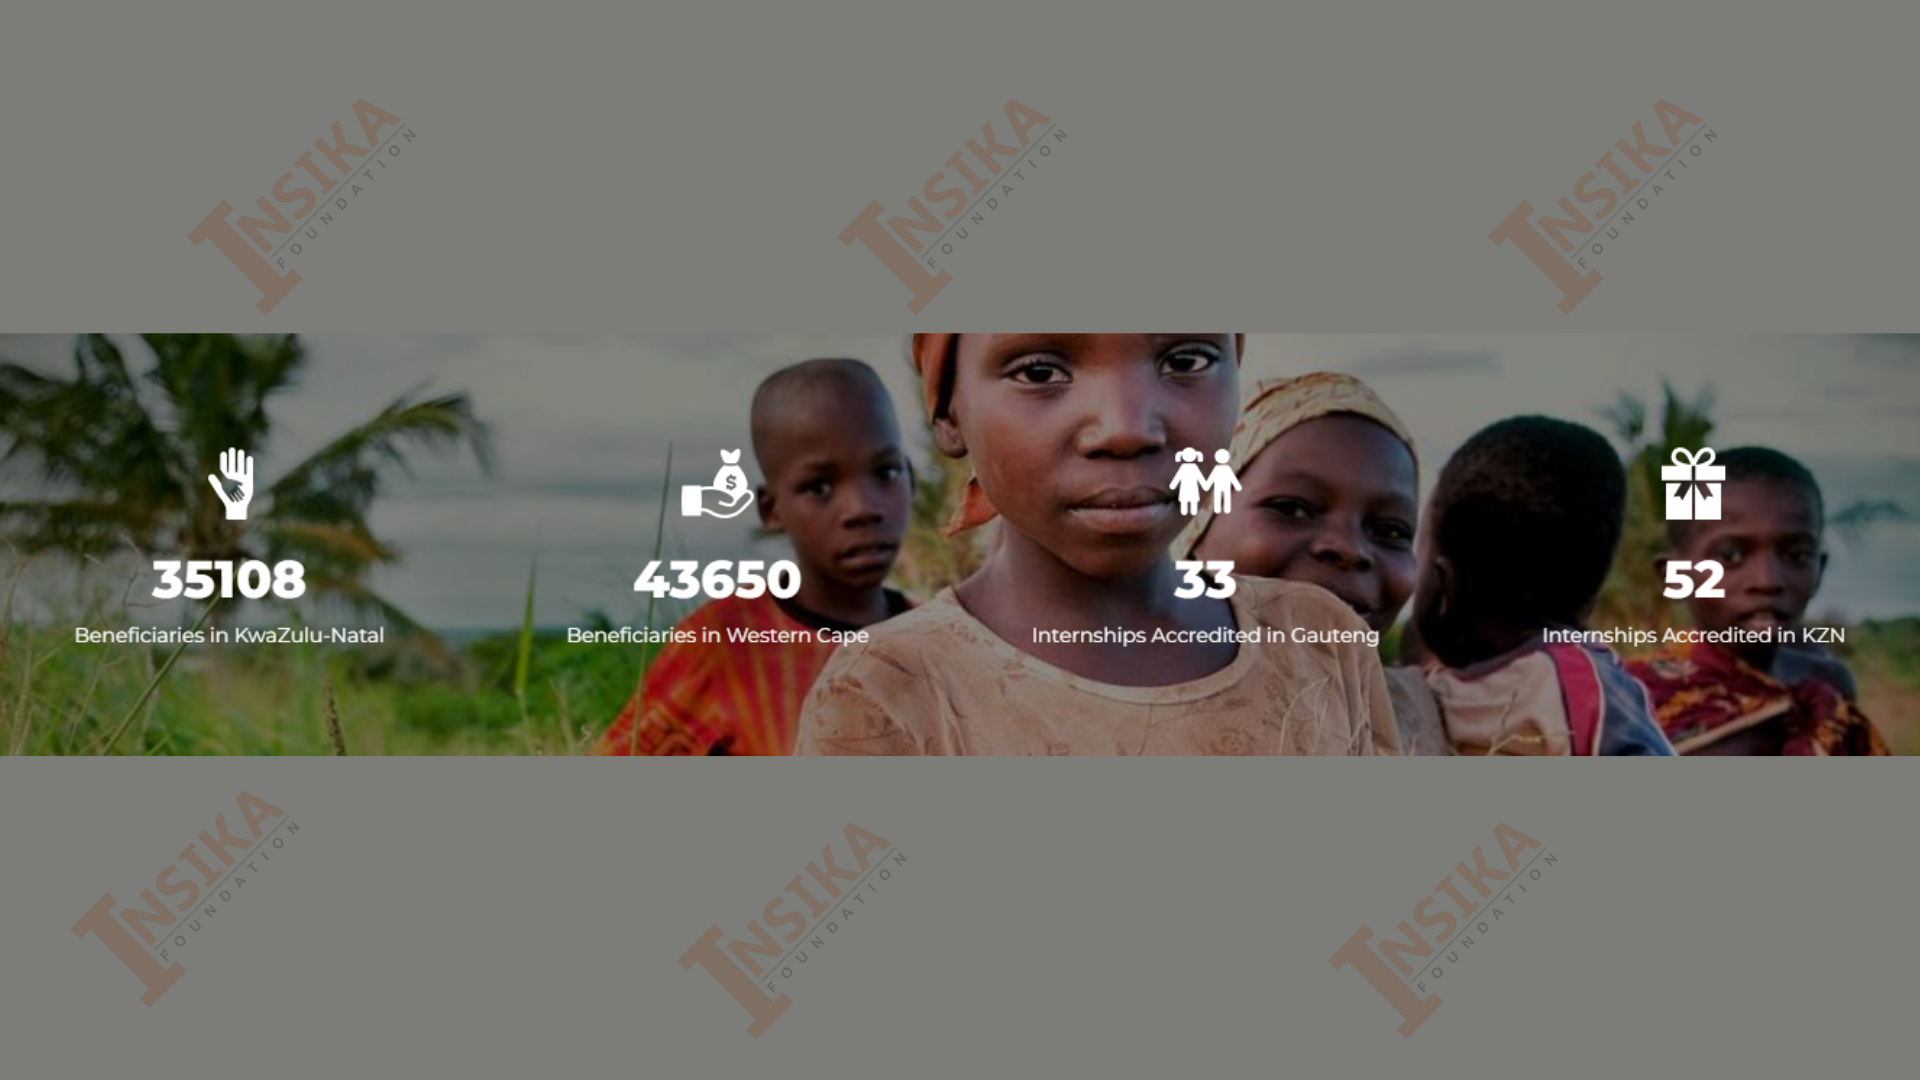 INSIKA
FOUNDATION
INSIKA
FOUNDATION
INSIKA
FOUNDATION
$
35108
43650
33
52
Beneficiaries in KwaZulu-Natal
Beneficiaries in Western Cape
Internships Accredited in Gauteng
Internships Accredited in KZN
INSIKA
FOUNDATION
INSIKA
FOUNDATION
INSIKA
FOUNDATION